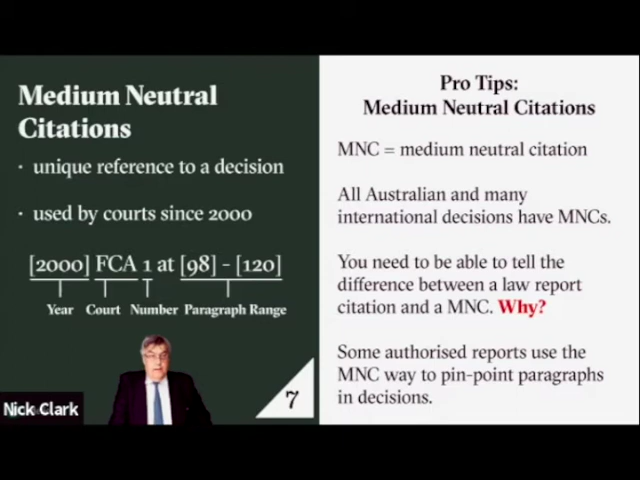 Medium Neutral
Citations
· unique reference to a decision
· used by courts since 2000
[2000] FCA 1 at [98] - [120]
Year Court Number Paragraph Range
Nick Clark
7
Pro Tips:
Medium Neutral Citations
MNC = medium neutral citation
All Australian and many
international decisions have MNCs.
You need to be able to tell the
difference between a law report
citation and a MNC. Why?
Some authorised reports use the
MNC way to pin-point paragraphs
in decisions.